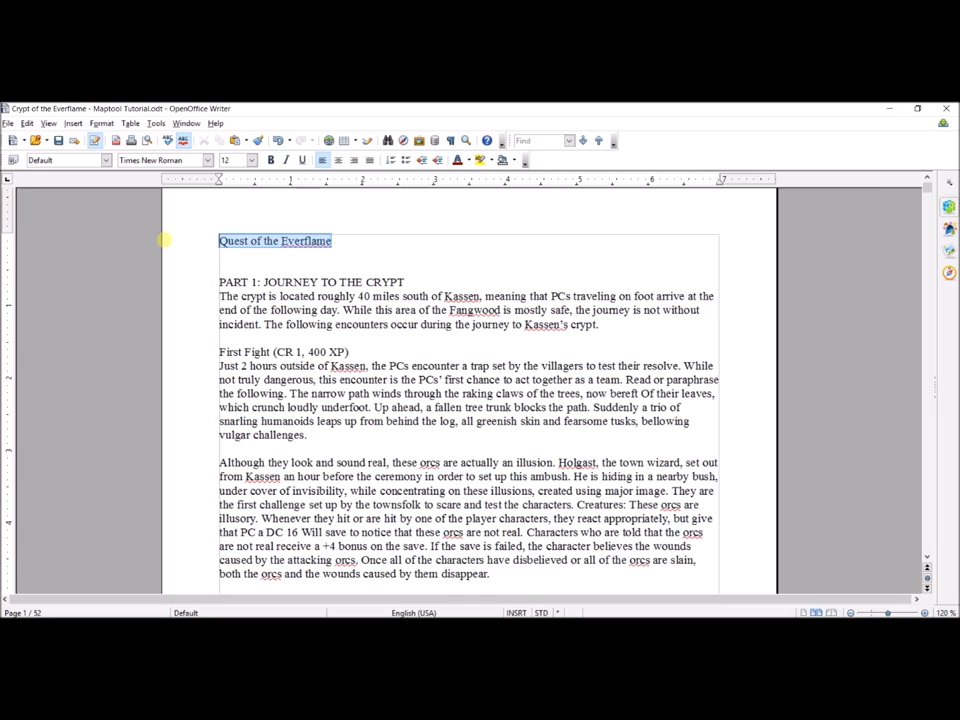 Crypt of the Everflame - Maptool Tutorial.odt - OpenOffice Writer
File Edit View Insert Format Table Tools Window Help
Find
Default Times New Roman 12
1 2 3 4 5 6 7
Quest of the Everflame
PART 1: JOURNEY TO THE CRYPT
The crypt is located roughly 40 miles south of Kassen, meaning that PCs traveling on foot arrive at the
end of the following day. While this area of the Fangwood is mostly safe, the journey is not without
incident. The following encounters occur during the journey to Kassen's crypt.
First Fight (CR 1, 400 XP)
Just 2 hours outside of Kassen, the PCs encounter a trap set by the villagers to test their resolve. While
not truly dangerous, this encounter is the PCs' first chance to act together as a team. Read or paraphrase
the following. The narrow path winds through the raking claws of the trees, now bereft Of their leaves,
which crunch loudly underfoot. Up ahead, a fallen tree trunk blocks the path. Suddenly a trio of
snarling humanoids leaps up from behind the log, all greenish skin and fearsome tusks, bellowing
vulgar challenges.
Although they look and sound real, these orcs are actually an illusion. Holgast, the town wizard, set out
from Kassen an hour before the ceremony in order to set up this ambush. He is hiding in a nearby bush,
under cover of invisibility, while concentrating on these illusions, created using major image. They are
the first challenge set up by the townsfolk to scare and test the characters. Creatures: These orcs are
illusory. Whenever they hit or are hit by one of the player characters, they react appropriately, but give
that PC a DC 16 Will save to notice that these orcs are not real. Characters who are told that the orcs
are not real receive a +4 bonus on the save. If the save is failed, the character believes the wounds
caused by the attacking orcs. Once all of the characters have disbelieved or all of the orcs are slain,
both the orcs and the wounds caused by them disappear.
Page 1 / 52 Default English (USA) INSRT STD * 120 %